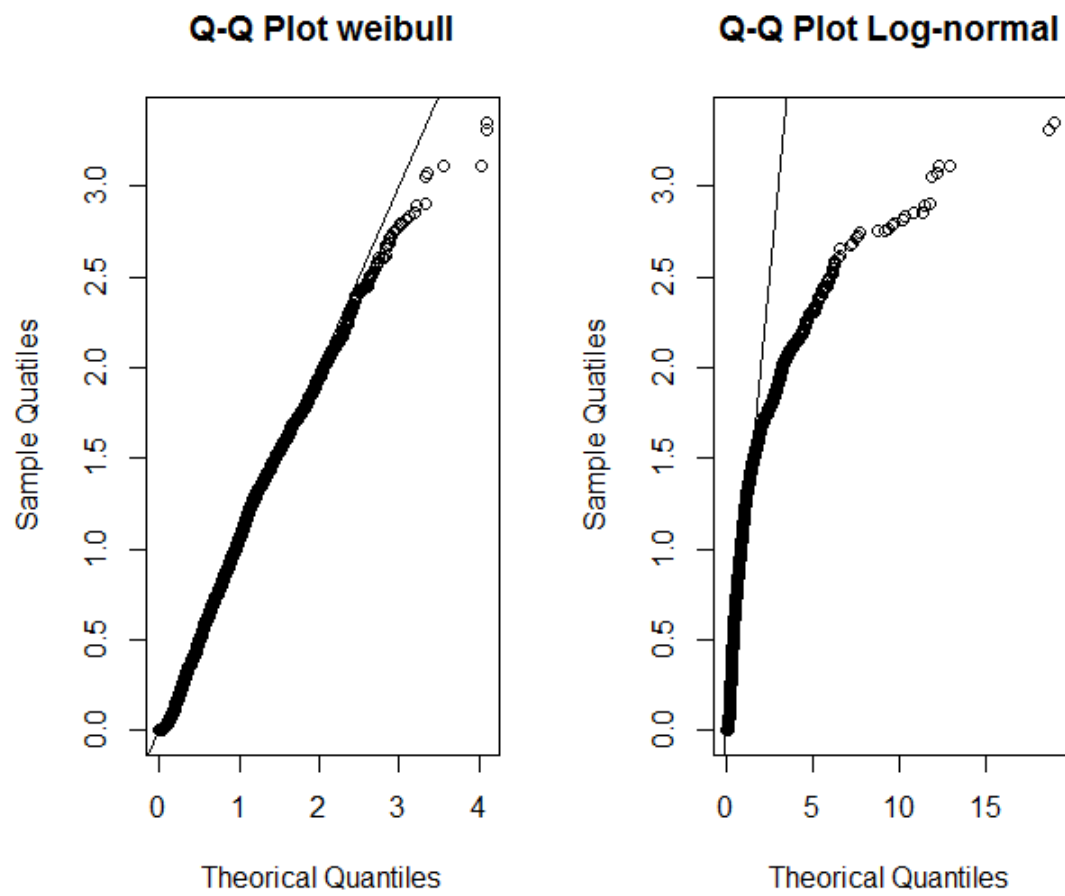 Q-Q Plot weibull
Sample Quatiles
0.0 0.5 1.0 1.5 2.0 2.5 3.0
0 1 2 3 4
Theorical Quantiles
Q-Q Plot Log-normal
Sample Quatiles
0.0 0.5 1.0 1.5 2.0 2.5 3.0
0 5 10 15
Theorical Quantiles